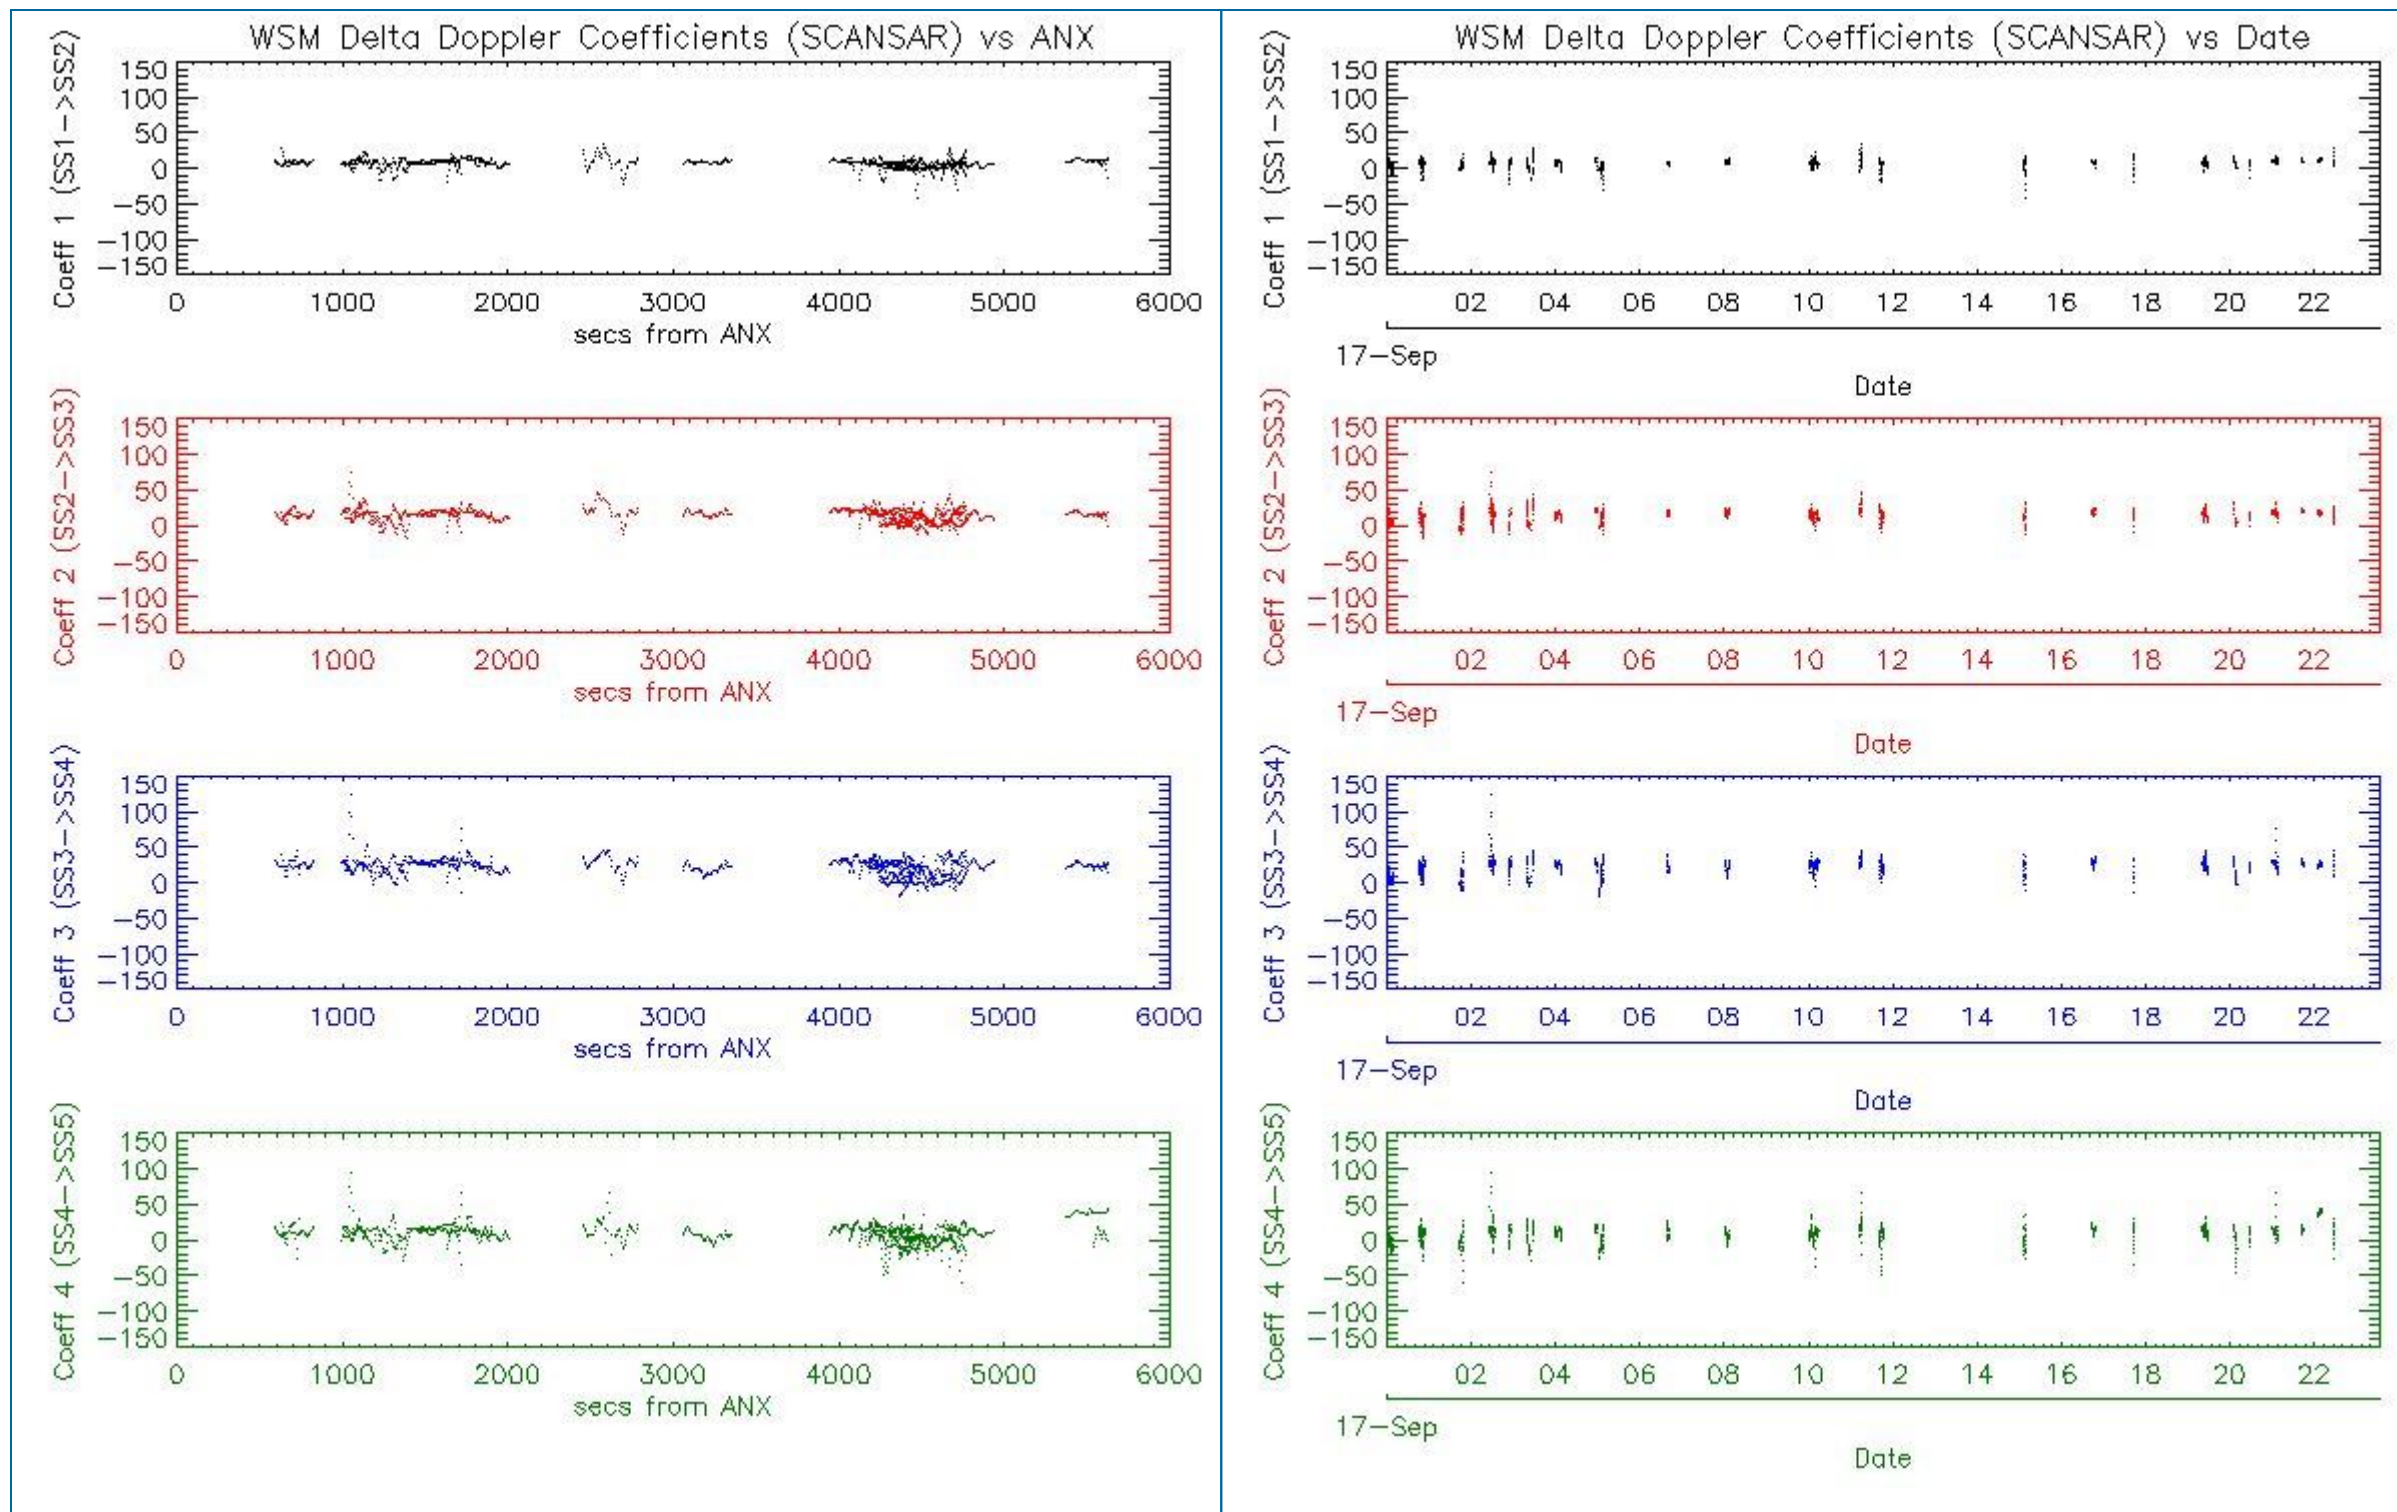 WSM Delta Doppler Coefficients (SCANSAR) vs ANX
Coeff 1 (SS1->SS2)
150
100
50
0
-50
-100
-150
0 1000 2000 3000 4000 5000 6000
secs from ANX
Coeff 2 (SS2->SS3)
150
100
50
0
-50
-100
-150
0 1000 2000 3000 4000 5000 6000
secs from ANX
Coeff 3 (SS3->SS4)
150
100
50
0
-50
-100
-150
0 1000 2000 3000 4000 5000 6000
secs from ANX
Coeff 4 (SS4->SS5)
150
100
50
0
-50
-100
-150
0 1000 2000 3000 4000 5000 6000
secs from ANX
WSM Delta Doppler Coefficients (SCANSAR) vs Date
Coeff 1 (SS1->SS2)
150
100
50
0
-50
-100
-150
02 04 06 08 10 12 14 16 18 20 22
17-Sep
Date
Coeff 2 (SS2->SS3)
150
100
50
0
-50
-100
-150
02 04 06 08 10 12 14 16 18 20 22
17-Sep
Date
Coeff 3 (SS3->SS4)
150
100
50
0
-50
-100
-150
02 04 06 08 10 12 14 16 18 20 22
17-Sep
Date
Coeff 4 (SS4->SS5)
150
100
50
0
-50
-100
-150
02 04 06 08 10 12 14 16 18 20 22
17-Sep
Date